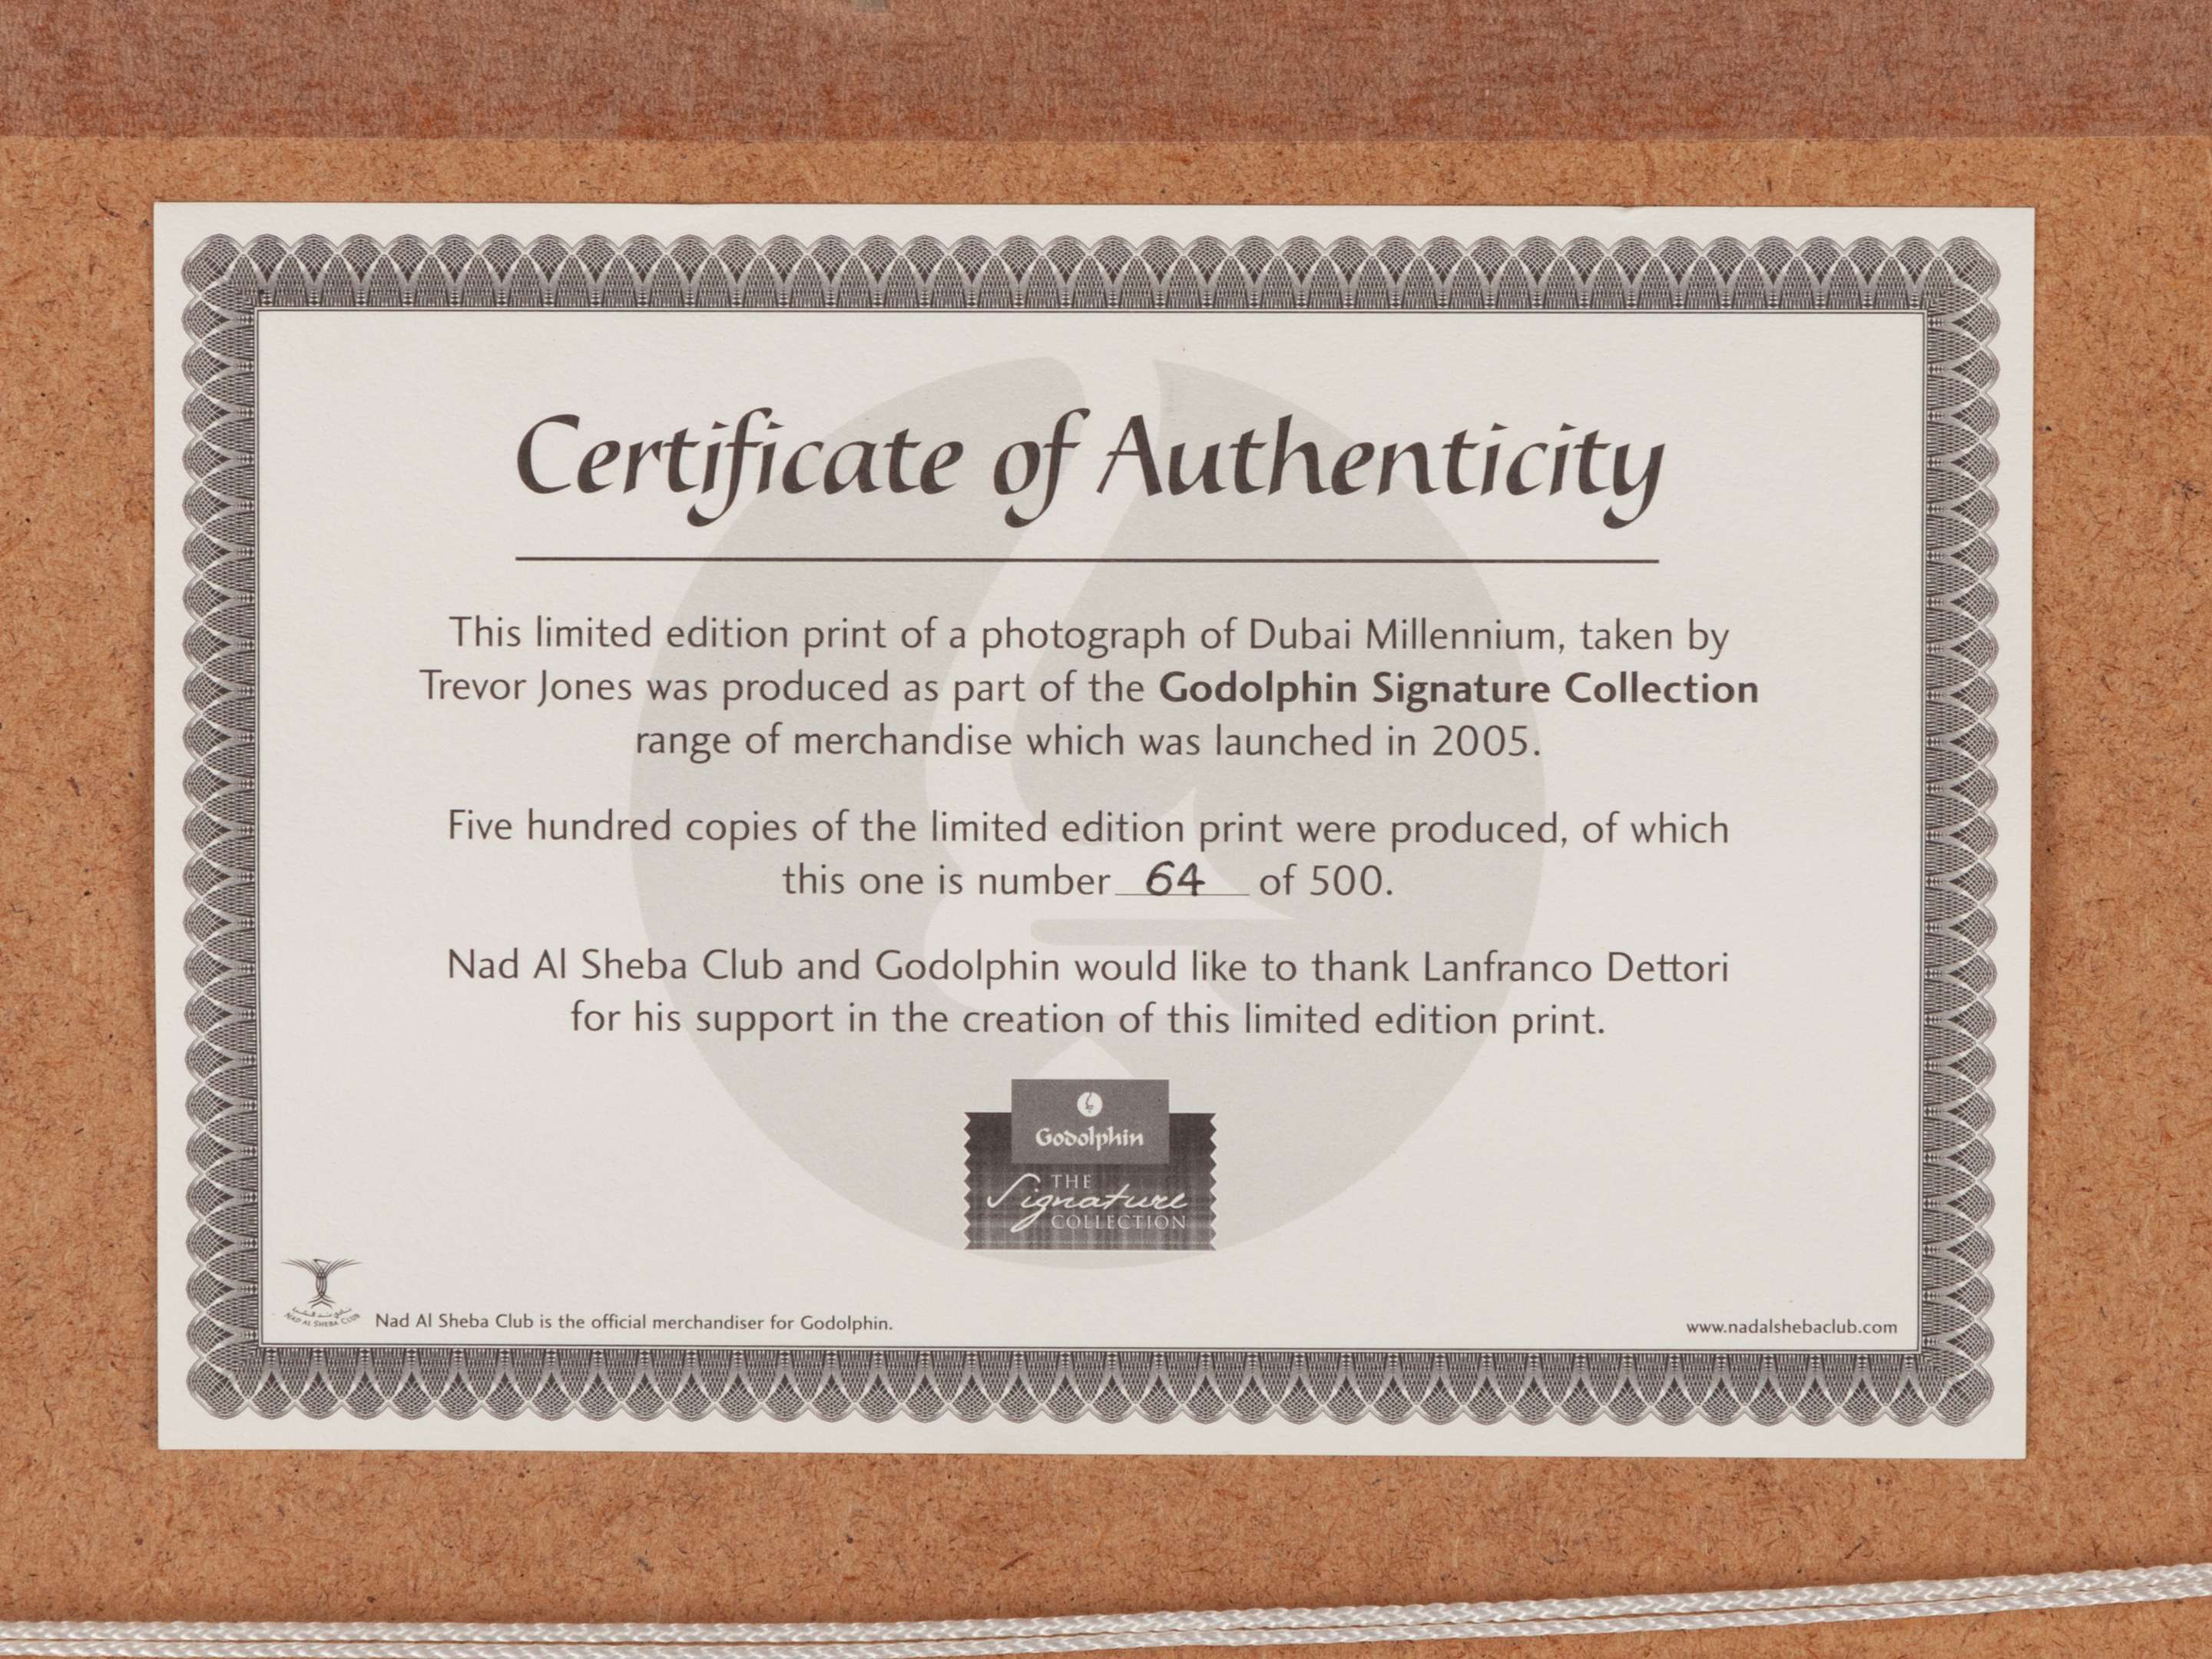 Certificate of Authenticity
This limited edition print of a photograph of Dubai Millennium, taken by
Trevor Jones was produced as part of the Godolphin Signature Collection
range of merchandise which was launched in 2005.
Five hundred copies of the limited edition print were produced, of which
this one is number 64 of 500.
Nad Al Sheba Club and Godolphin would like to thank Lanfranco Dettori
for his support in the creation of this limited edition print.
Godolphin
THE
Signature
COLLECTION
NAD AL SHEBA CLUB
Nad Al Sheba Club is the official merchandiser for Godolphin.
www.nadalshebaclub.com